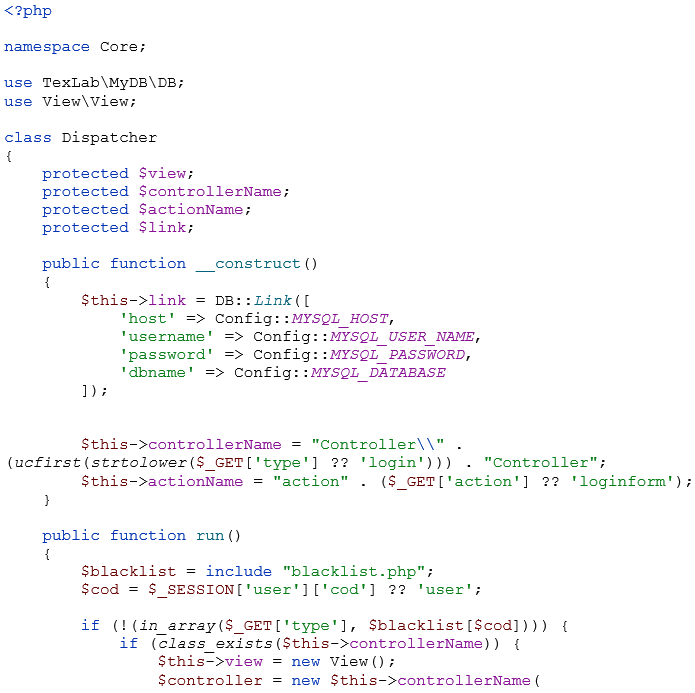 <?php
namespace Core;
use TexLab\MyDB\DB;
use View\View;
class Dispatcher
{
    protected $view;
    protected $controllerName;
    protected $actionName;
    protected $link;
    public function __construct()
    {
        $this->link = DB::Link([
            'host' => Config::MYSQL_HOST,
            'username' => Config::MYSQL_USER_NAME,
            'password' => Config::MYSQL_PASSWORD,
            'dbname' => Config::MYSQL_DATABASE
        ]);
        $this->controllerName = "Controller\\" .
(ucfirst(strtolower($_GET['type'] ?? 'login'))) . "Controller";
        $this->actionName = "action" . ($_GET['action'] ?? 'loginform');
    }
    public function run()
    {
        $blacklist = include "blacklist.php";
        $cod = $_SESSION['user']['cod'] ?? 'user';
        if (!(in_array($_GET['type'], $blacklist[$cod]))) {
            if (class_exists($this->controllerName)) {
                $this->view = new View();
                $controller = new $this->controllerName(